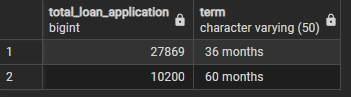 total_loan_application term
bigint character varying (50)
1 27869 36 months
2 10200 60 months